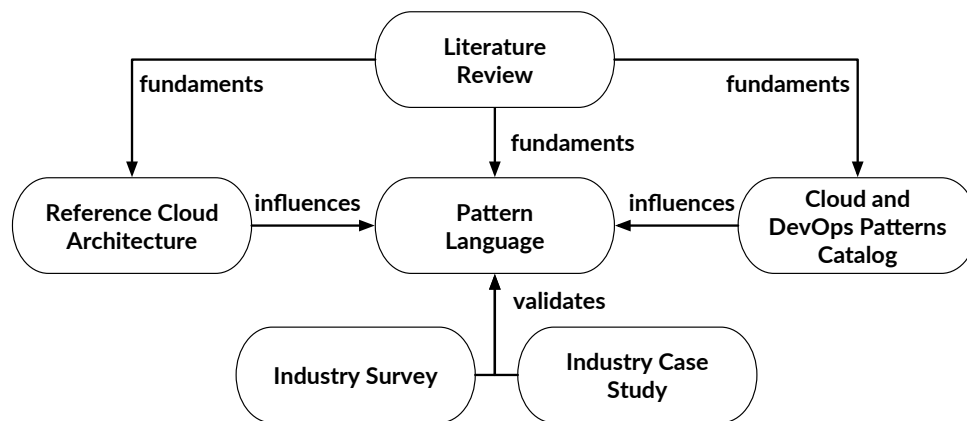 Literature
Review
fundaments
fundaments
fundaments
Reference Cloud
Architecture
influences
Pattern
Language
influences
Cloud and
DevOps Patterns
Catalog
validates
Industry Survey
Industry Case
Study